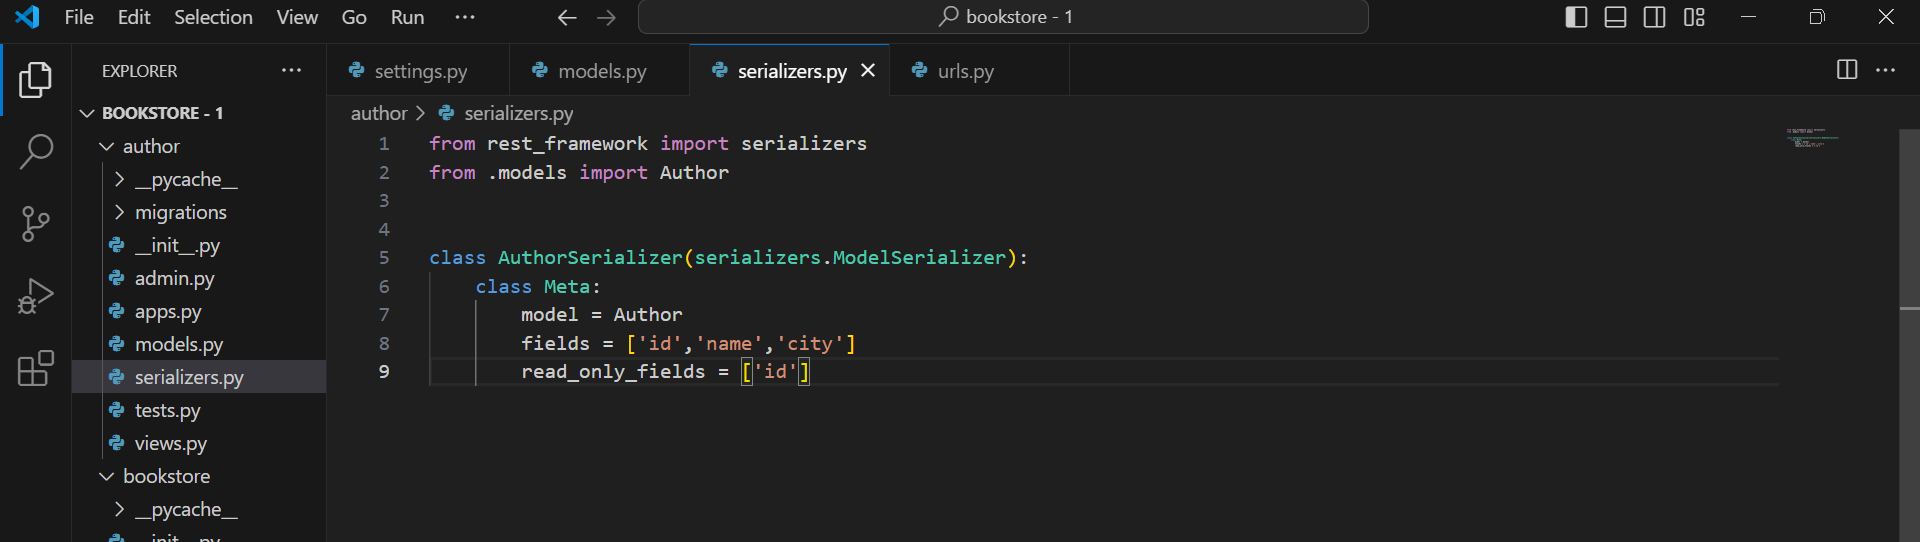 File Edit Selection View Go Run ···
bookstore - 1
EXPLORER ···
settings.py models.py serializers.py urls.py ···
BOOKSTORE - 1
author > serializers.py
author
__pycache__
migrations
__init__.py
admin.py
apps.py
models.py
serializers.py
tests.py
views.py
bookstore
__pycache__
__init__.py
1 from rest_framework import serializers
2 from .models import Author
3
4
5 class AuthorSerializer(serializers.ModelSerializer):
6     class Meta:
7         model = Author
8         fields = ['id','name','city']
9         read_only_fields = ['id']